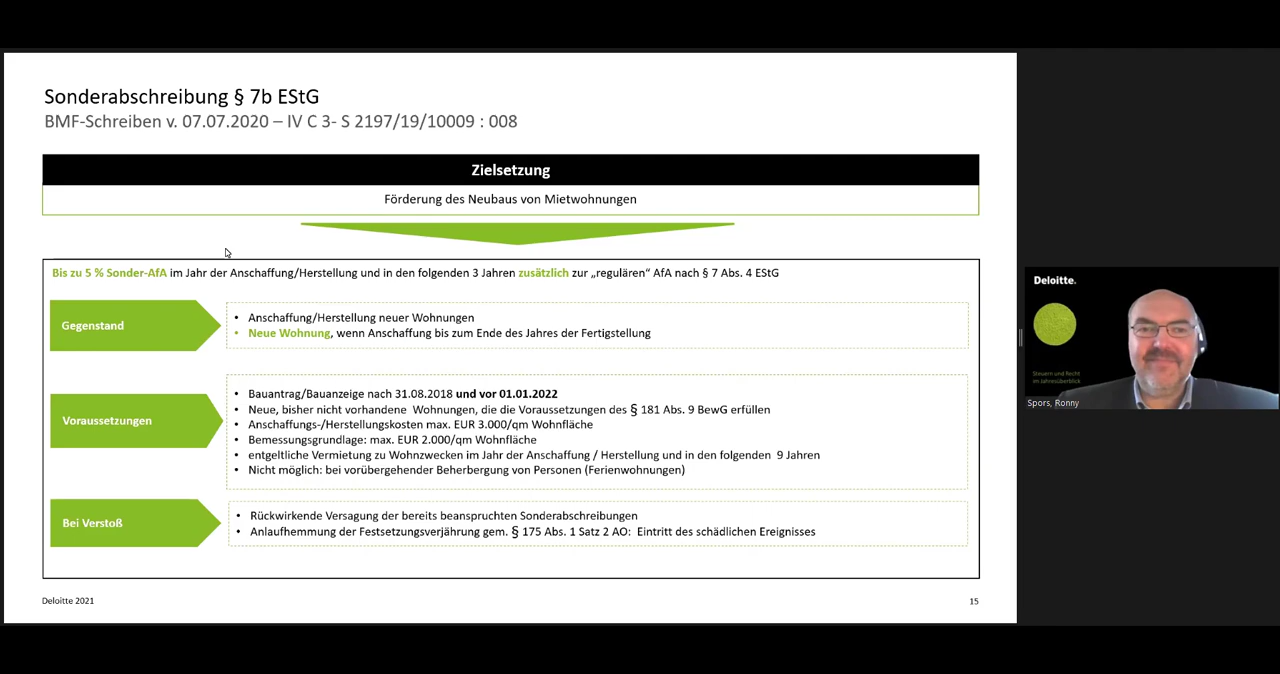 Sonderabschreibung § 7b EStG
BMF-Schreiben v. 07.07.2020 – IV C 3- S 2197/19/10009 : 008
Zielsetzung
Förderung des Neubaus von Mietwohnungen
Bis zu 5 % Sonder-AfA im Jahr der Anschaffung/Herstellung und in den folgenden 3 Jahren zusätzlich zur „regulären“ AfA nach § 7 Abs. 4 EStG
Gegenstand
• Anschaffung/Herstellung neuer Wohnungen
• Neue Wohnung, wenn Anschaffung bis zum Ende des Jahres der Fertigstellung
Voraussetzungen
• Bauantrag/Bauanzeige nach 31.08.2018 und vor 01.01.2022
• Neue, bisher nicht vorhandene Wohnungen, die die Voraussetzungen des § 181 Abs. 9 BewG erfüllen
• Anschaffungs-/Herstellungskosten max. EUR 3.000/qm Wohnfläche
• Bemessungsgrundlage: max. EUR 2.000/qm Wohnfläche
• entgeltliche Vermietung zu Wohnzwecken im Jahr der Anschaffung / Herstellung und in den folgenden 9 Jahren
• Nicht möglich: bei vorübergehender Beherbergung von Personen (Ferienwohnungen)
Bei Verstoß
• Rückwirkende Versagung der bereits beanspruchten Sonderabschreibungen
• Anlaufhemmung der Festsetzungsverjährung gem. § 175 Abs. 1 Satz 2 AO: Eintritt des schädlichen Ereignisses
Deloitte 2021
15
Deloitte.
Steuern und Recht
im Jahresüberblick
Spors, Ronny